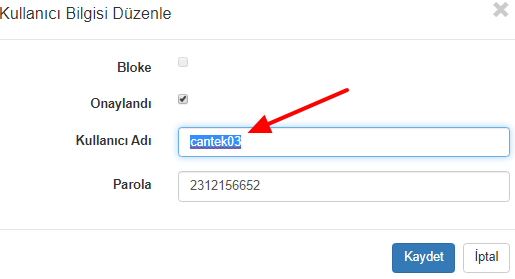 Kullanıcı Bilgisi Düzenle
Bloke
Onaylandı
Kullanıcı Adı cantek03
Parola 2312156652
Kaydet İptal